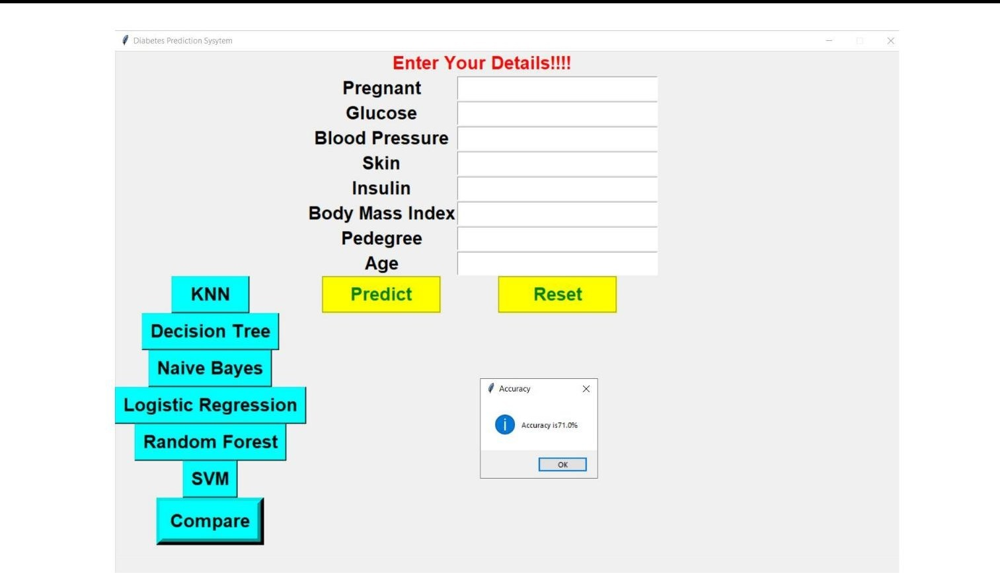 Diabetes Prediction Sysytem
Enter Your Details!!!!
Pregnant
Glucose
Blood Pressure
Skin
Insulin
Body Mass Index
Pedegree
Age
KNN
Predict
Reset
Decision Tree
Naive Bayes
Logistic Regression
Random Forest
SVM
Compare
Accuracy
Accuracy is71.0%
OK